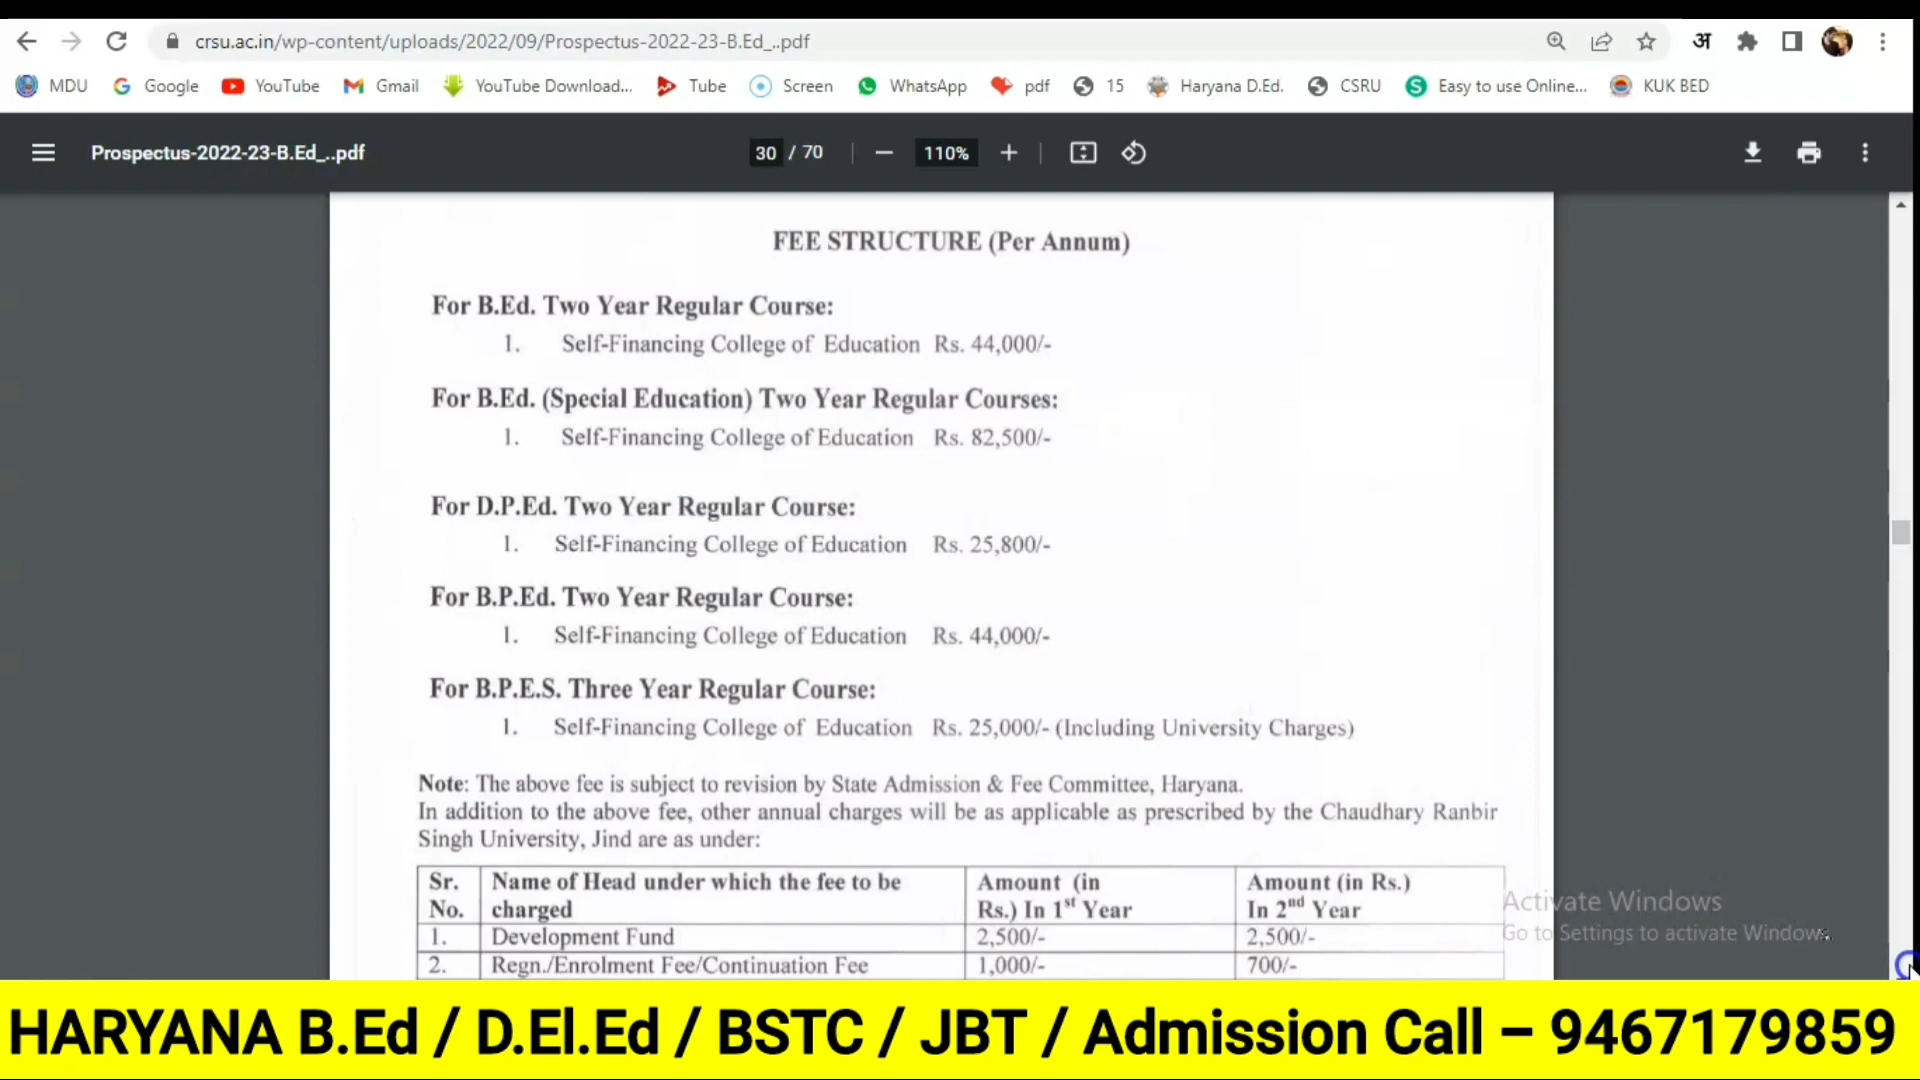 crsu.ac.in/wp-content/uploads/2022/09/Prospectus-2022-23-B.Ed_..pdf
अ
MDU Google YouTube Gmail YouTube Download... Tube Screen WhatsApp pdf 15 Haryana D.Ed. CSRU Easy to use Online... KUK BED
Prospectus-2022-23-B.Ed_..pdf 30 / 70 — 110% +
FEE STRUCTURE (Per Annum)
For B.Ed. Two Year Regular Course:
1. Self-Financing College of Education Rs. 44,000/-
For B.Ed. (Special Education) Two Year Regular Courses:
1. Self-Financing College of Education Rs. 82,500/-
For D.P.Ed. Two Year Regular Course:
1. Self-Financing College of Education Rs. 25,800/-
For B.P.Ed. Two Year Regular Course:
1. Self-Financing College of Education Rs. 44,000/-
For B.P.E.S. Three Year Regular Course:
1. Self-Financing College of Education Rs. 25,000/- (Including University Charges)
Note: The above fee is subject to revision by State Admission & Fee Committee, Haryana.
In addition to the above fee, other annual charges will be as applicable as prescribed by the Chaudhary Ranbir
Singh University, Jind are as under:
Sr. Name of Head under which the fee to be Amount (in Amount (in Rs.)
No. charged Rs.) In 1st Year In 2nd Year
1. Development Fund 2,500/- 2,500/-
2. Regn./Enrolment Fee/Continuation Fee 1,000/- 700/-
Activate Windows
Go to Settings to activate Windows.
HARYANA B.Ed / D.El.Ed / BSTC / JBT / Admission Call – 9467179859